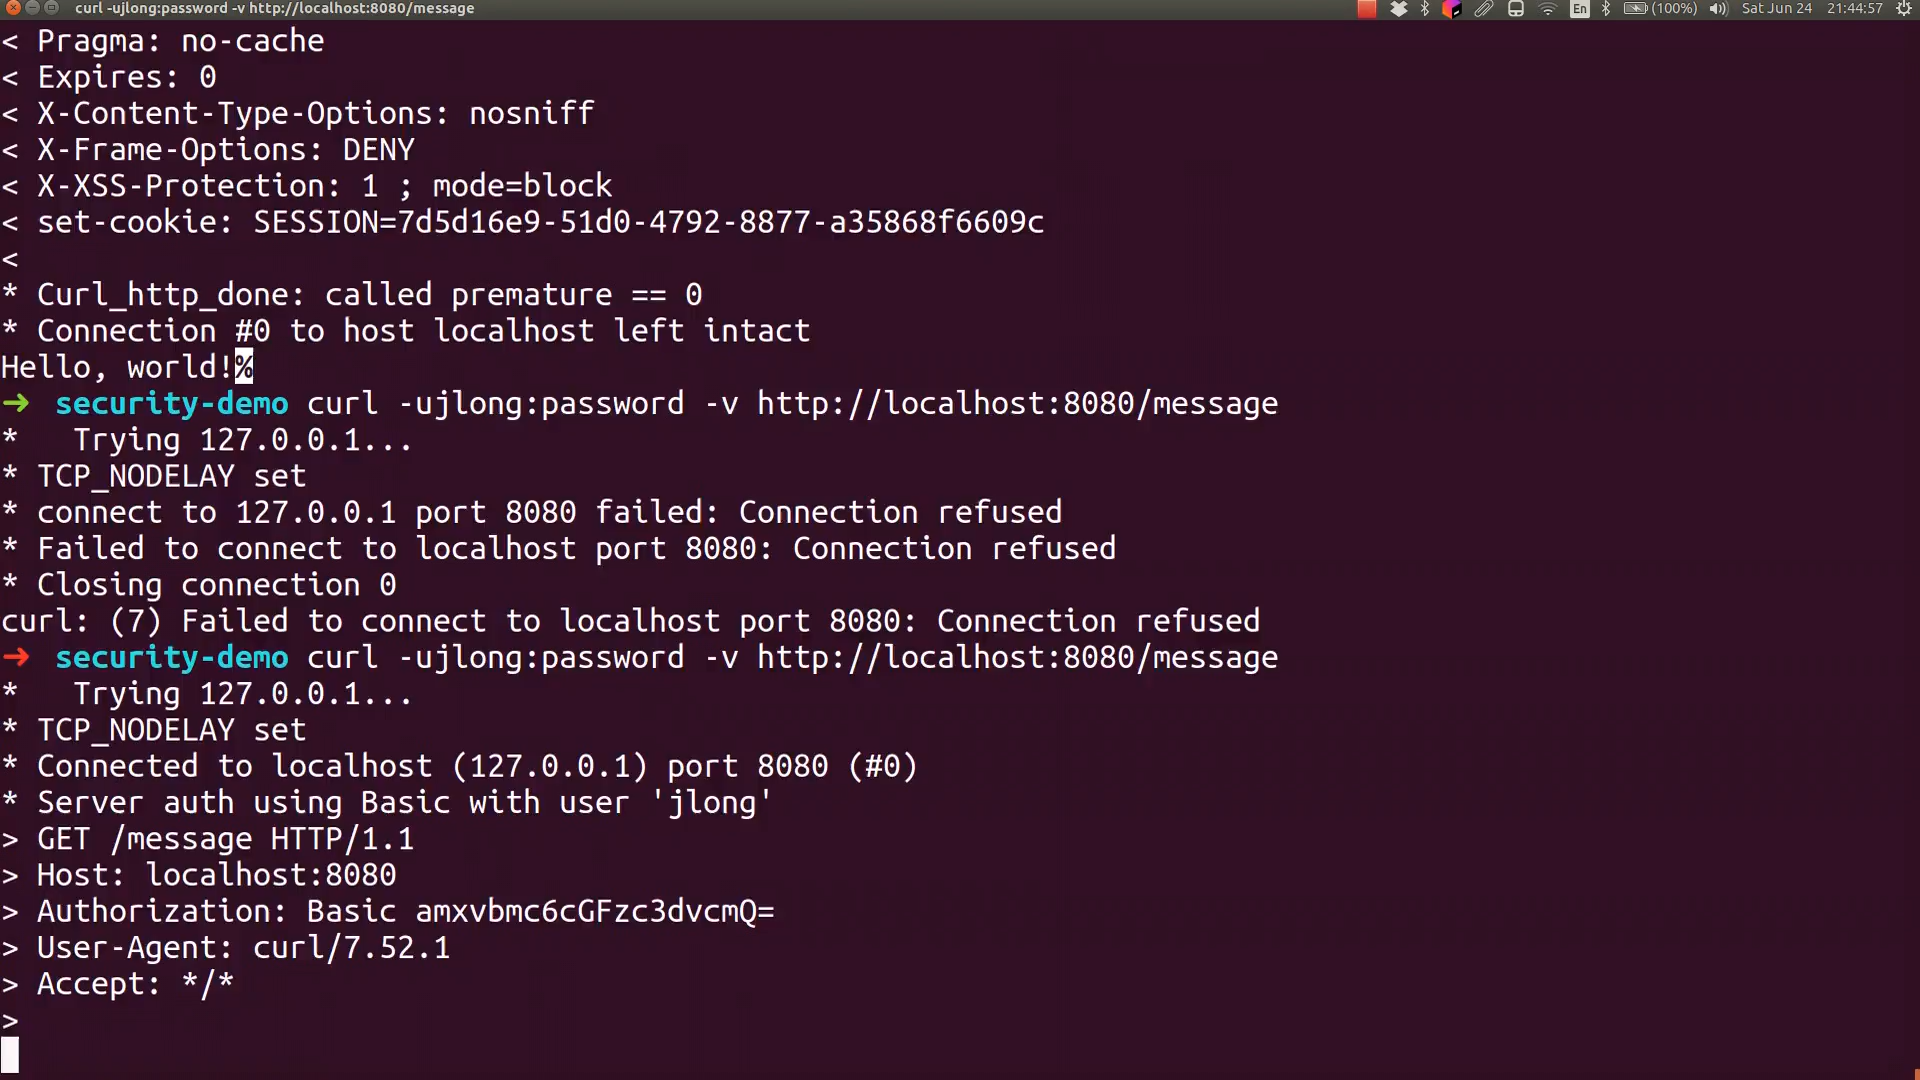 curl -ujlong:password -v http://localhost:8080/message
En
(100%)
Sat Jun 24
21:44:57
< Pragma: no-cache
< Expires: 0
< X-Content-Type-Options: nosniff
< X-Frame-Options: DENY
< X-XSS-Protection: 1 ; mode=block
< set-cookie: SESSION=7d5d16e9-51d0-4792-8877-a35868f6609c
<
* Curl_http_done: called premature == 0
* Connection #0 to host localhost left intact
Hello, world!%
➜ security-demo curl -ujlong:password -v http://localhost:8080/message
*   Trying 127.0.0.1...
* TCP_NODELAY set
* connect to 127.0.0.1 port 8080 failed: Connection refused
* Failed to connect to localhost port 8080: Connection refused
* Closing connection 0
curl: (7) Failed to connect to localhost port 8080: Connection refused
➜ security-demo curl -ujlong:password -v http://localhost:8080/message
*   Trying 127.0.0.1...
* TCP_NODELAY set
* Connected to localhost (127.0.0.1) port 8080 (#0)
* Server auth using Basic with user 'jlong'
> GET /message HTTP/1.1
> Host: localhost:8080
> Authorization: Basic amxvbmc6cGFzc3dvcmQ=
> User-Agent: curl/7.52.1
> Accept: */*
>